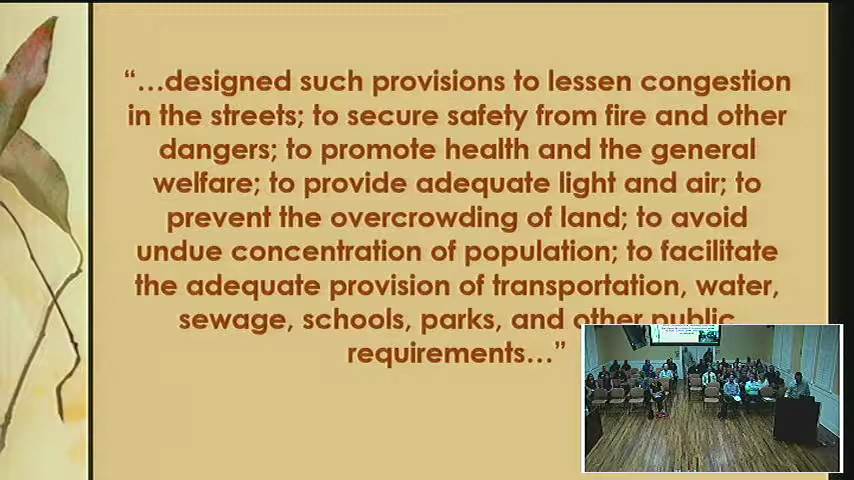 “…designed such provisions to lessen congestion
in the streets; to secure safety from fire and other
dangers; to promote health and the general
welfare; to provide adequate light and air; to
prevent the overcrowding of land; to avoid
undue concentration of population; to facilitate
the adequate provision of transportation, water,
sewage, schools, parks, and other public
requirements…”